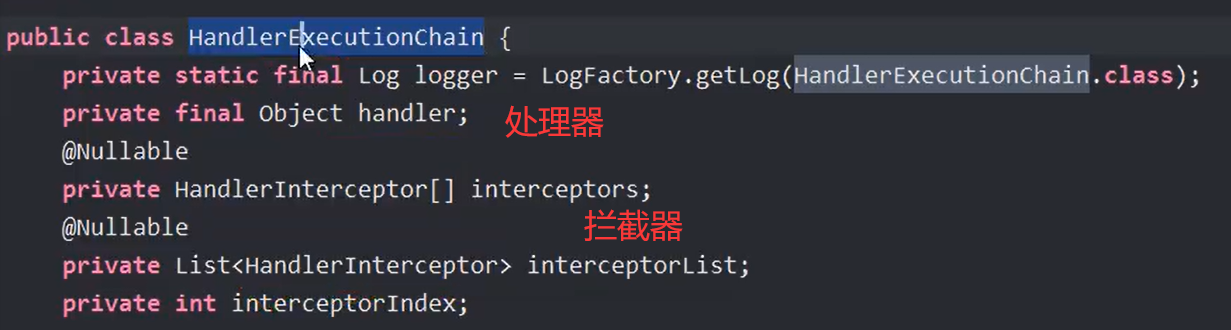 public class HandlerExecutionChain {
private static final Log logger = LogFactory.getLog(HandlerExecutionChain.class);
private final Object handler; 处理器
@Nullable
private HandlerInterceptor[] interceptors;
@Nullable 拦截器
private List<HandlerInterceptor> interceptorList;
private int interceptorIndex;